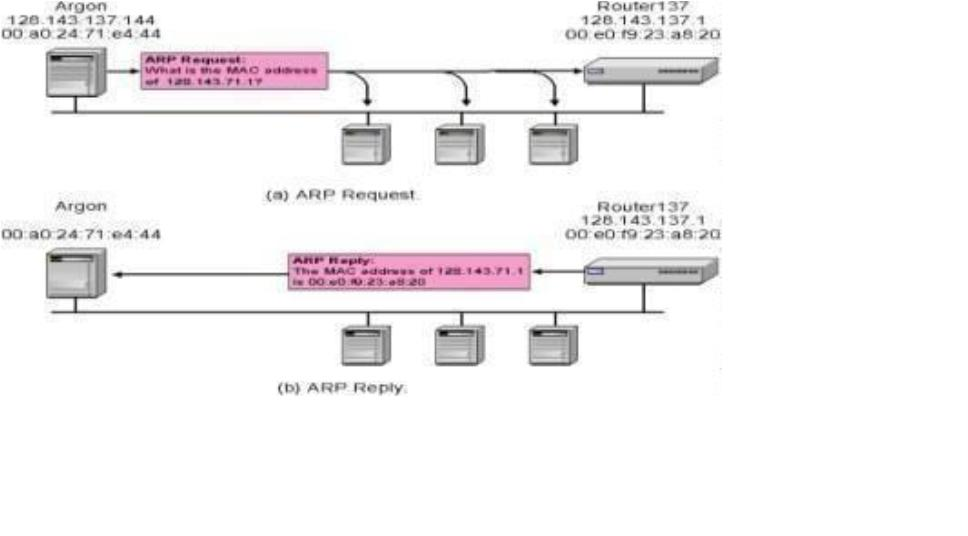 Argon
128.143.137.144
00:a0:24:71:e4:44
Router137
128.143.137.1
00:e0:f9:23:a8:20
ARP Request:
What is the MAC address
of 128.143.71.1?
(a) ARP Request.
Argon
00:a0:24:71:e4:44
Router137
128.143.137.1
00:e0:f9:23:a8:20
ARP Reply:
The MAC address of 128.143.71.1
is 00:e0:f9:23:a8:20
(b) ARP Reply.